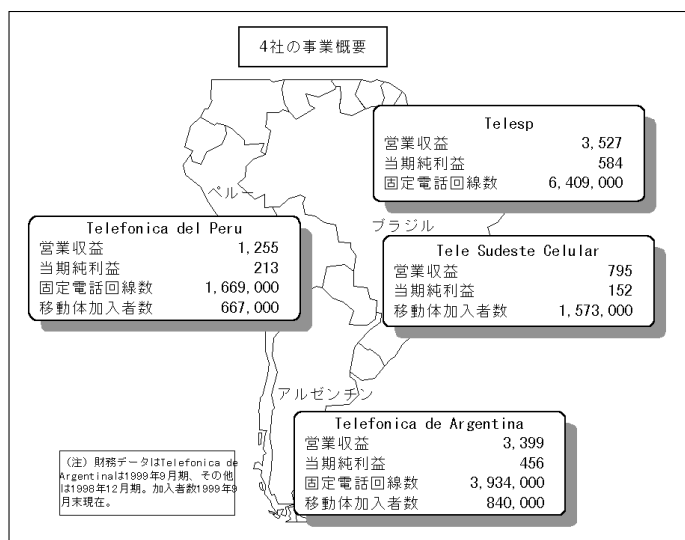 4社の事業概要
Telesp
営業収益 3,527
当期純利益 584
固定電話回線数 6,409,000
ペルー
ブラジル
Telefonica del Peru
営業収益 1,255
当期純利益 213
固定電話回線数 1,669,000
移動体加入者数 667,000
Tele Sudeste Celular
営業収益 795
当期純利益 152
移動体加入者数 1,573,000
アルゼンチン
Telefonica de Argentina
営業収益 3,399
当期純利益 456
固定電話回線数 3,934,000
移動体加入者数 840,000
（注）財務データはTelefonica de
Argentinaは1999年9月期、その他
は1998年12月期。加入者数1999年9
月末現在。